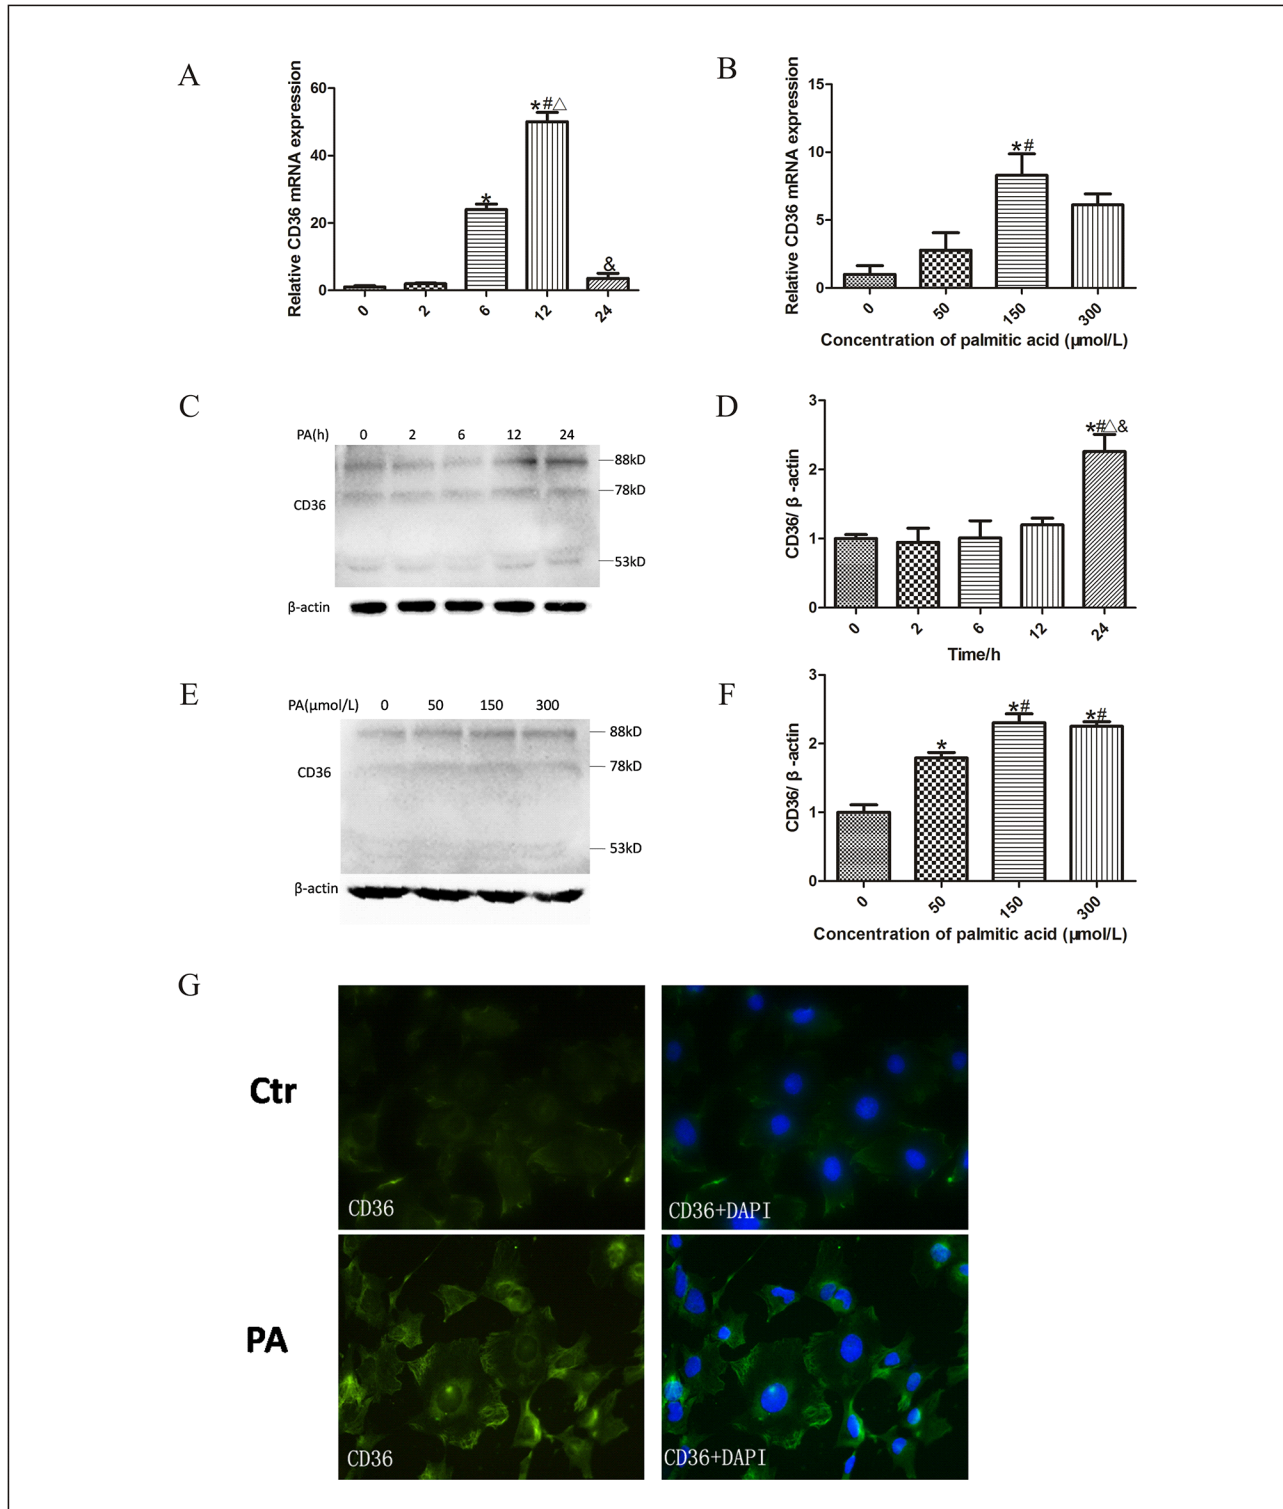 A
Relative CD36 mRNA expression
60
40
20
0
*
*#△
&
0 2 6 12 24
B
Relative CD36 mRNA expression
15
10
5
0
*#
0 50 150 300
Concentration of palmitic acid (μmol/L)
C
PA(h) 0 2 6 12 24
88kD
78kD
CD36
53kD
β-actin
D
CD36/ β -actin
3
2
1
0
*#△&
0 2 6 12 24
Time/h
E
PA(μmol/L) 0 50 150 300
88kD
78kD
CD36
53kD
β-actin
F
CD36/ β -actin
3
2
1
0
*
*#
*#
0 50 150 300
Concentration of palmitic acid (μmol/L)
G
Ctr
CD36
CD36+DAPI
PA
CD36
CD36+DAPI